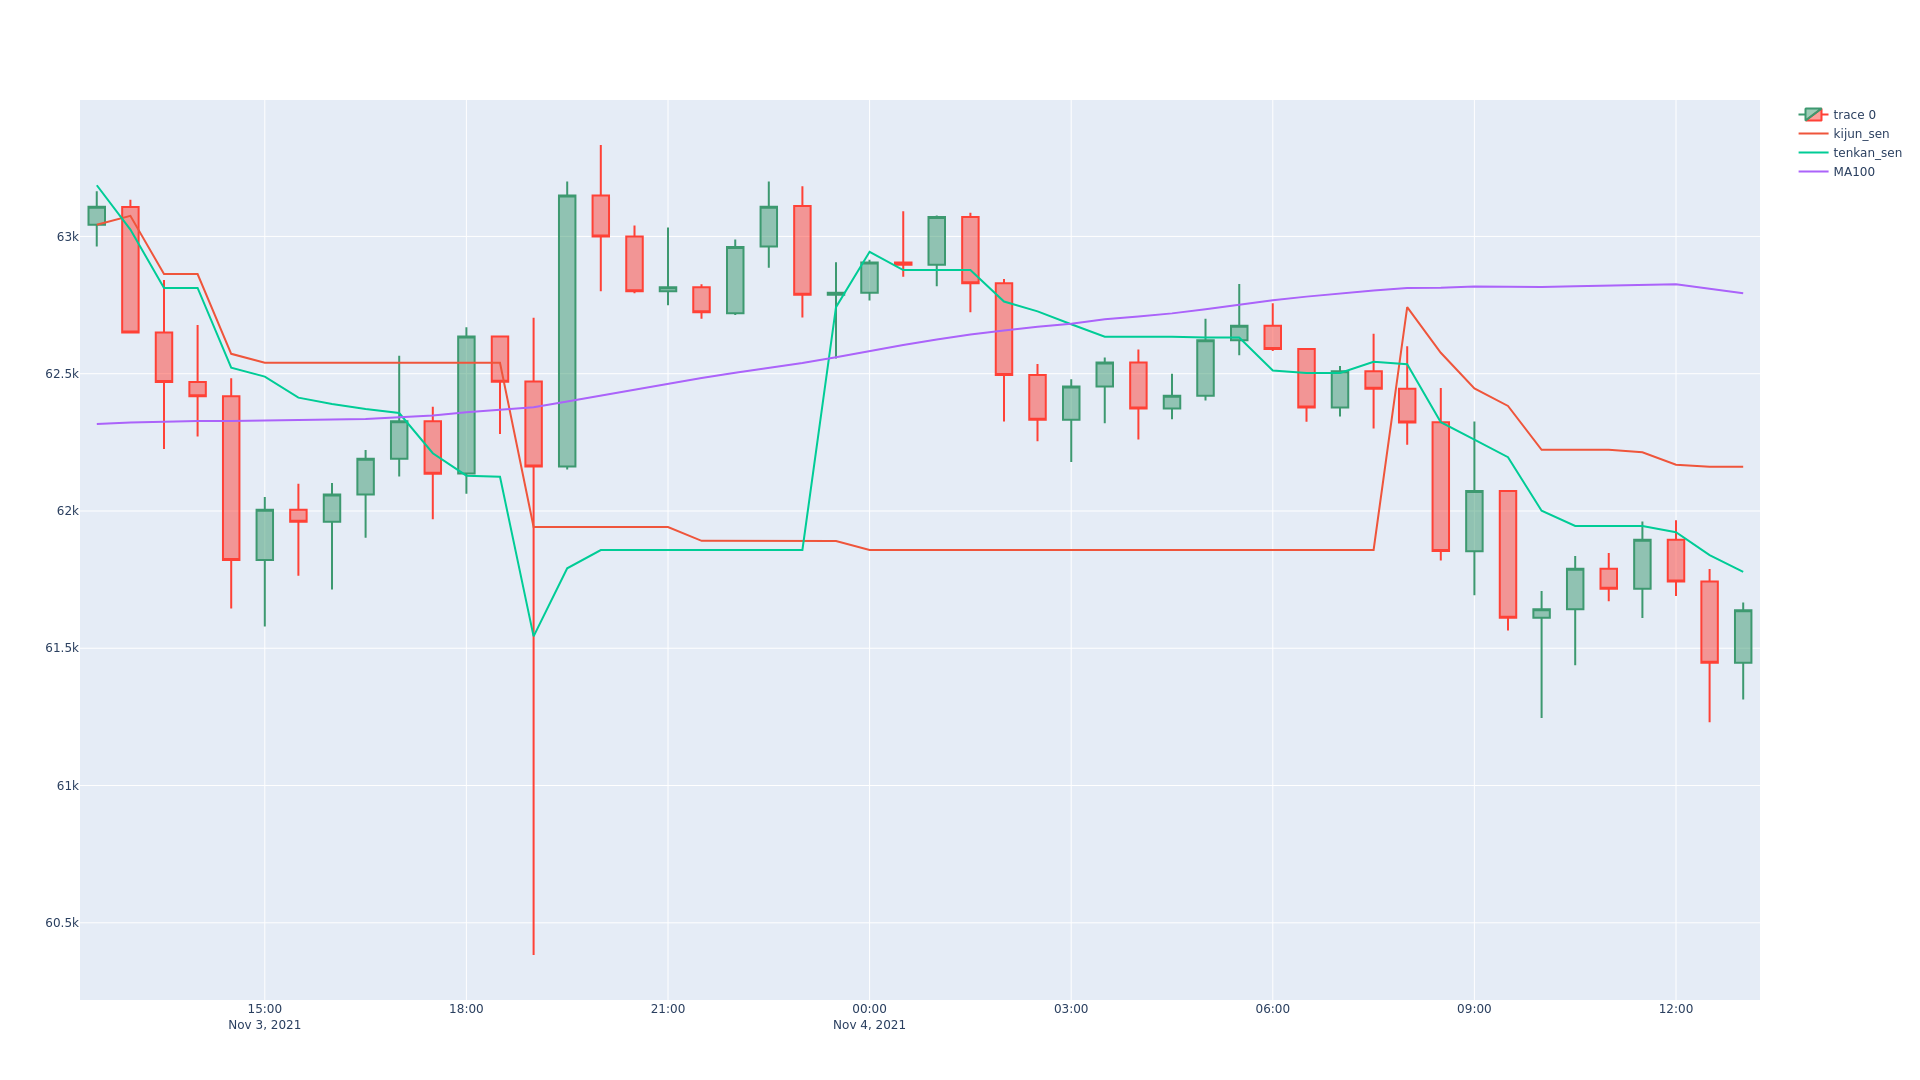 trace 0
kijun_sen
tenkan_sen
MA100
63k
62.5k
62k
61.5k
61k
60.5k
15:00 18:00 21:00 00:00 03:00 06:00 09:00 12:00
Nov 3, 2021 Nov 4, 2021